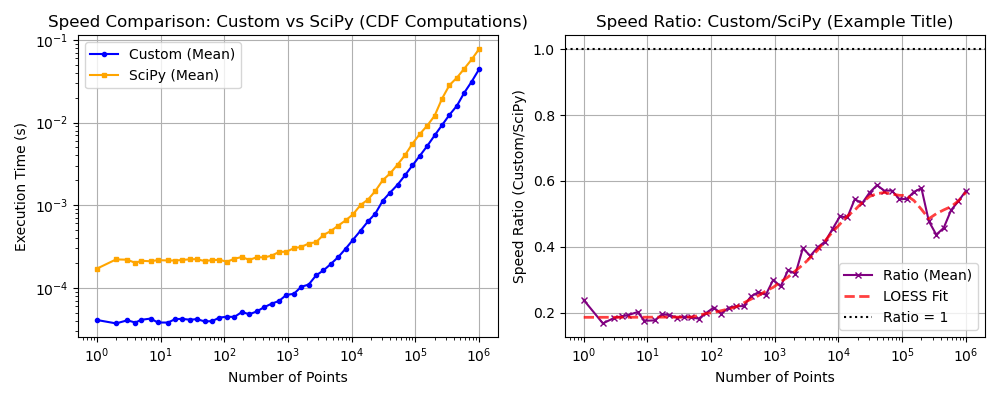 Speed Comparison: Custom vs SciPy (CDF Computations)
Execution Time (s)
10⁻¹
10⁻²
10⁻³
10⁻⁴
Custom (Mean)
SciPy (Mean)
10⁰ 10¹ 10² 10³ 10⁴ 10⁵ 10⁶
Number of Points
Speed Ratio: Custom/SciPy (Example Title)
Speed Ratio (Custom/SciPy)
1.0
0.8
0.6
0.4
0.2
Ratio (Mean)
LOESS Fit
Ratio = 1
10⁰ 10¹ 10² 10³ 10⁴ 10⁵ 10⁶
Number of Points